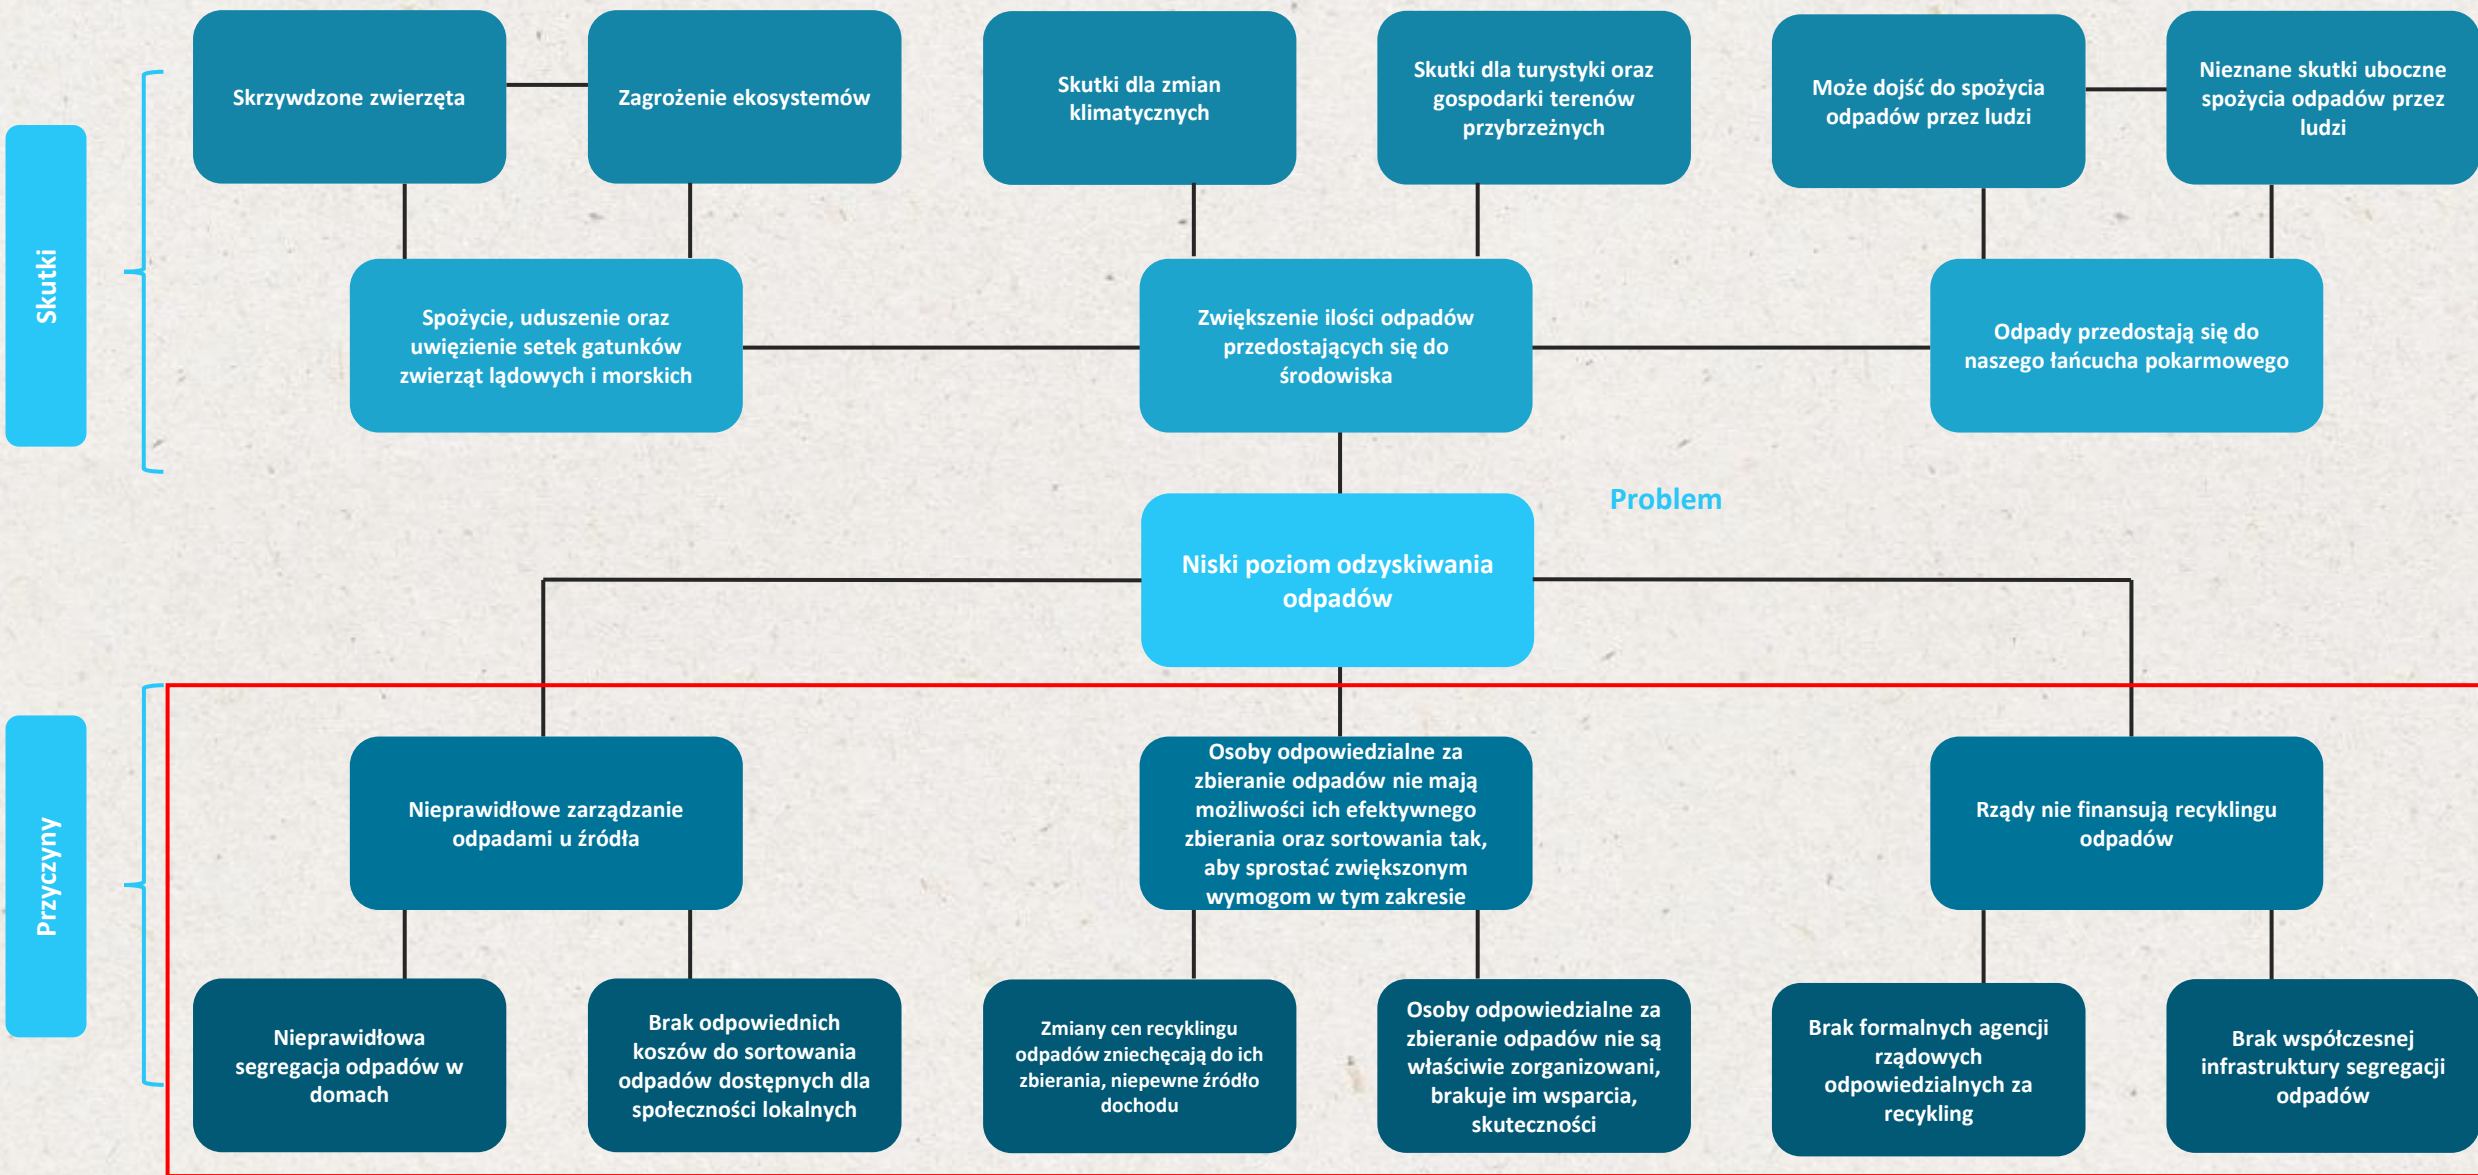 Skrzywdzone zwierzęta
Zagrożenie ekosystemów
Skutki dla zmian
klimatycznych
Skutki dla turystyki oraz
gospodarki terenów
przybrzeżnych
Może dojść do spożycia
odpadów przez ludzi
Nieznane skutki uboczne
spożycia odpadów przez
ludzi
Skutki
Spożycie, uduszenie oraz
uwięzienie setek gatunków
zwierząt lądowych i morskich
Zwiększenie ilości odpadów
przedostających się do
środowiska
Odpady przedostają się do
naszego łańcucha pokarmowego
Problem
Niski poziom odzyskiwania
odpadów
Przyczyny
Nieprawidłowe zarządzanie
odpadami u źródła
Osoby odpowiedzialne za
zbieranie odpadów nie mają
możliwości ich efektywnego
zbierania oraz sortowania tak,
aby sprostać zwiększonym
wymogom w tym zakresie
Rządy nie finansują recyklingu
odpadów
Nieprawidłowa
segregacja odpadów w
domach
Brak odpowiednich
koszów do sortowania
odpadów dostępnych dla
społeczności lokalnych
Zmiany cen recyklingu
odpadów zniechęcają do ich
zbierania, niepewne źródło
dochodu
Osoby odpowiedzialne za
zbieranie odpadów nie są
właściwie zorganizowani,
brakuje im wsparcia,
skuteczności
Brak formalnych agencji
rządowych
odpowiedzialnych za
recykling
Brak współczesnej
infrastruktury segregacji
odpadów